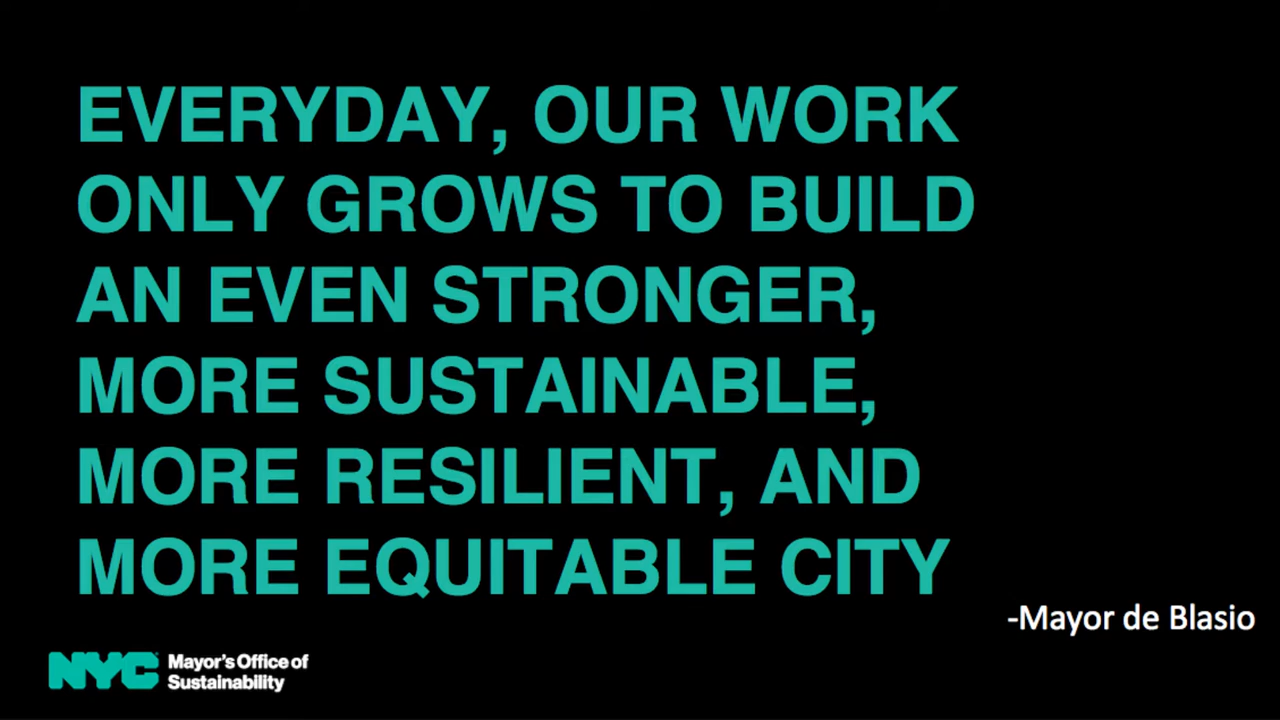 EVERYDAY, OUR WORK
ONLY GROWS TO BUILD
AN EVEN STRONGER,
MORE SUSTAINABLE,
MORE RESILIENT, AND
MORE EQUITABLE CITY
-Mayor de Blasio
NYC Mayor's Office of
Sustainability